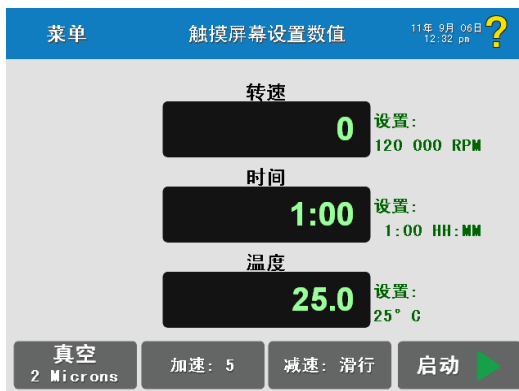 菜单
触摸屏幕设置数值
11年 9月 06日
12:32 pm
?
转速
0
设置:
120 000 RPM
时间
1:00
设置:
1:00 HH:MM
温度
25.0
设置:
25° C
真空
2 Microns
加速: 5
减速: 滑行
启动